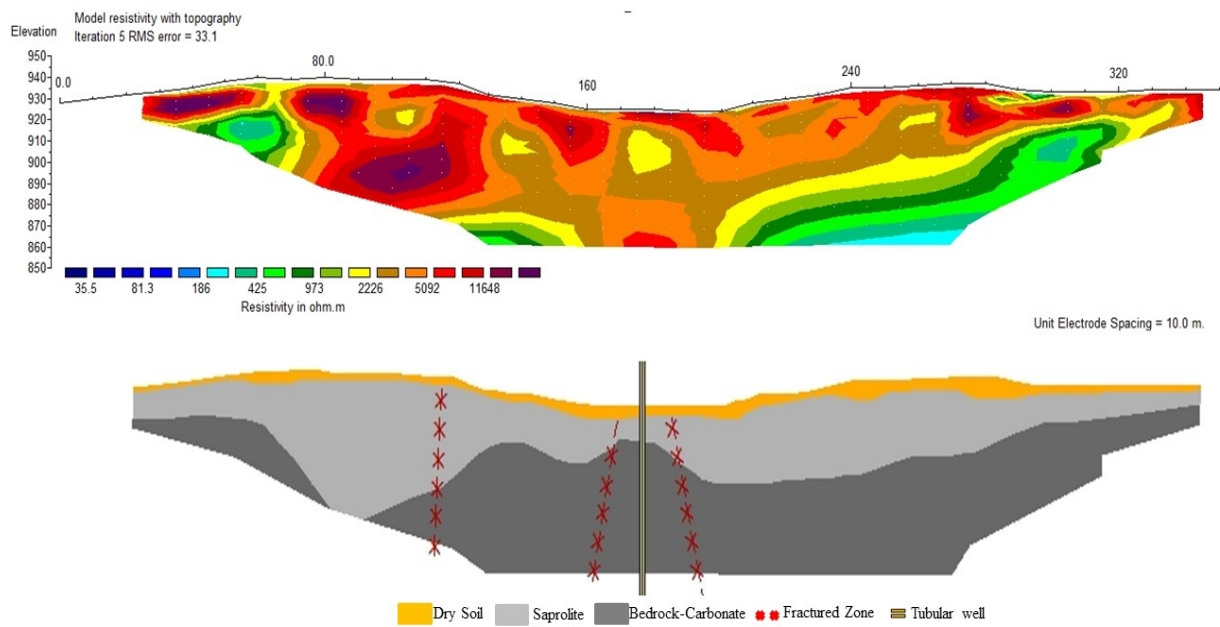 Model resistivity with topography
Elevation
Iteration 5 RMS error = 33.1
950
940
930
920
910
900
890
880
870
860
850
0.0
80.0
160
240
320
35.5 81.3 186 425 973 2226 5092 11648
Resistivity in ohm.m
Unit Electrode Spacing = 10.0 m.
Dry Soil Saprolite Bedrock-Carbonate Fractured Zone Tubular well